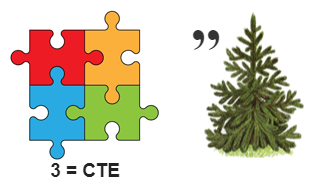 ,,
3 = СТЕ